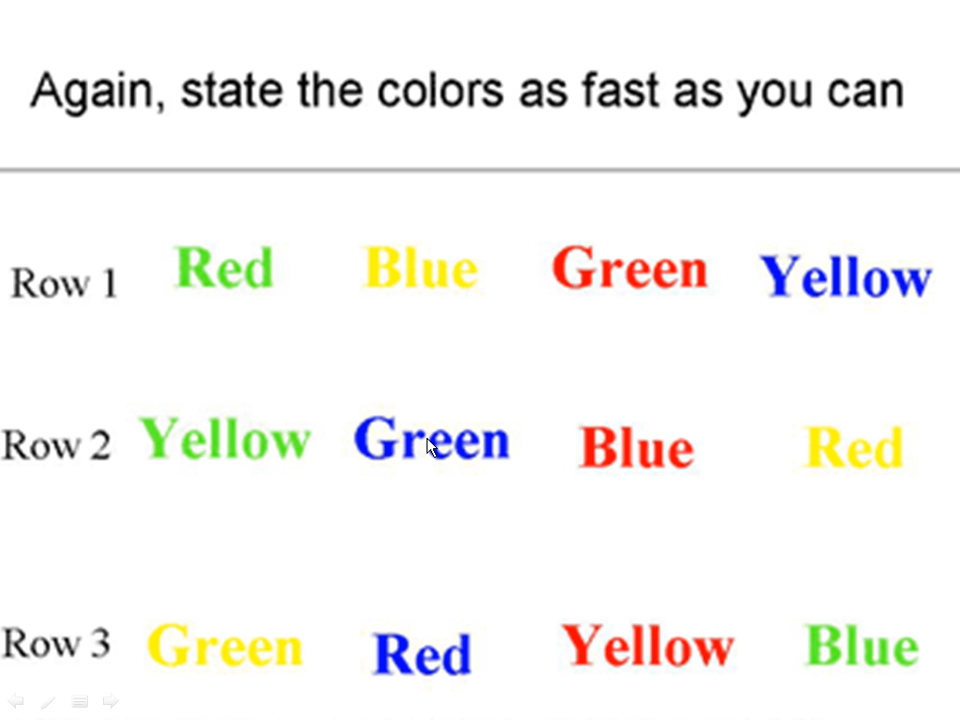 Again, state the colors as fast as you can
Row 1 Red Blue Green Yellow
Row 2 Yellow Green Blue Red
Row 3 Green Red Yellow Blue